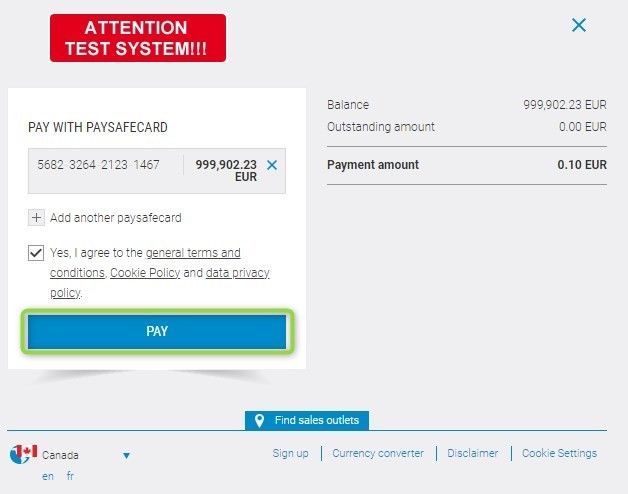 ATTENTION
TEST SYSTEM!!!
PAY WITH PAYSAFECARD
5682 3264 2123 1467 999,902.23
EUR
Add another paysafecard
Yes, I agree to the general terms and
conditions, Cookie Policy and data privacy
policy.
PAY
Balance 999,902.23 EUR
Outstanding amount 0.00 EUR
Payment amount 0.10 EUR
Find sales outlets
Canada
en fr
Sign up Currency converter Disclaimer Cookie Settings